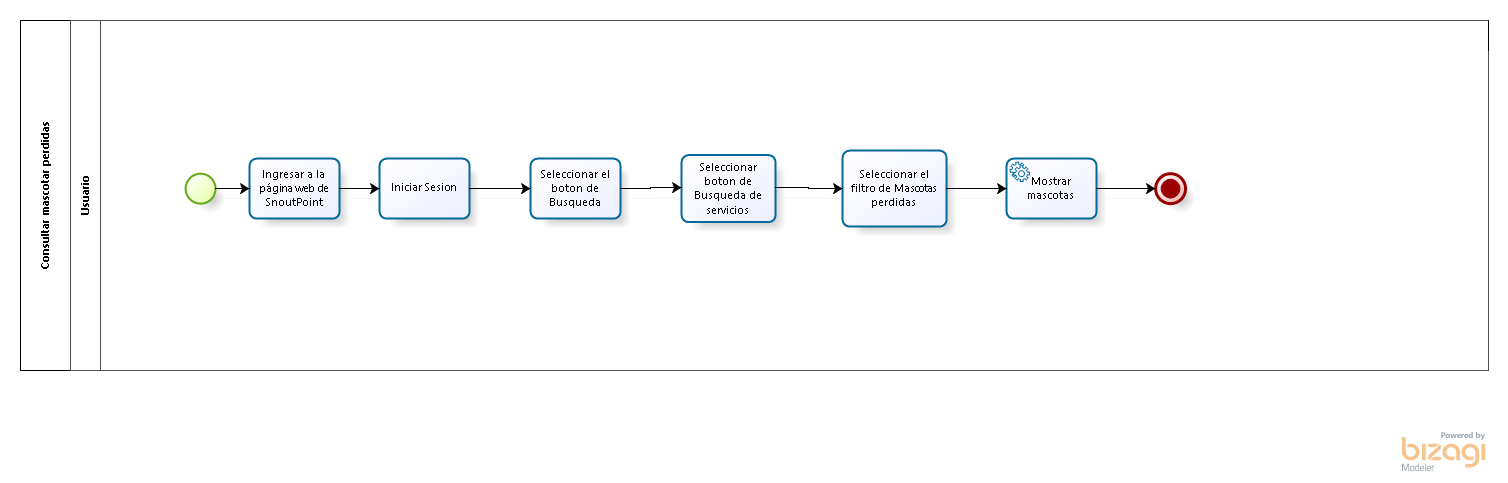 Consultar mascotar perdidas
Usuario
Ingresar a la
página web de
SnoutPoint
Iniciar Sesion
Seleccionar el
boton de
Busqueda
Seleccionar
boton de
Busqueda de
servicios
Seleccionar el
filtro de Mascotas
perdidas
Mostrar
mascotas
Powered by
bizagi
Modeler